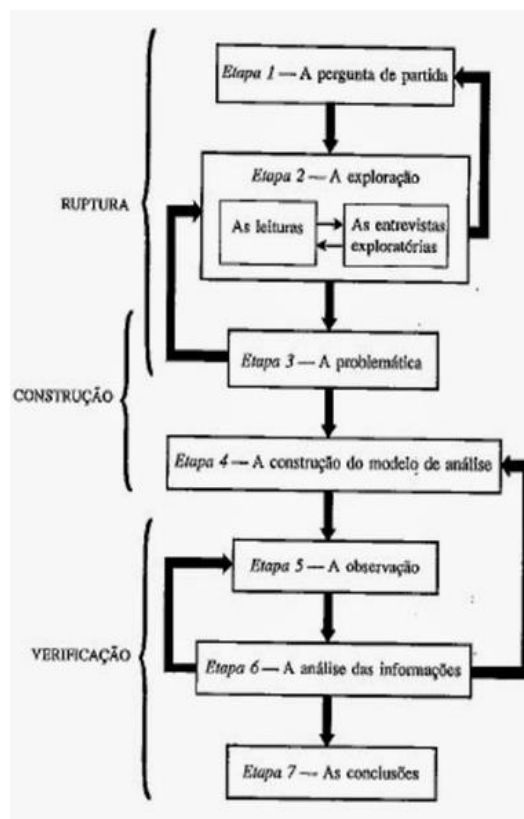 Etapa 1 — A pergunta de partida
Etapa 2 — A exploração
As leituras
As entrevistas
exploratórias
RUPTURA
Etapa 3 — A problemática
CONSTRUÇÃO
Etapa 4 — A construção do modelo de análise
Etapa 5 — A observação
VERIFICAÇÃO
Etapa 6 — A análise das informações
Etapa 7 — As conclusões